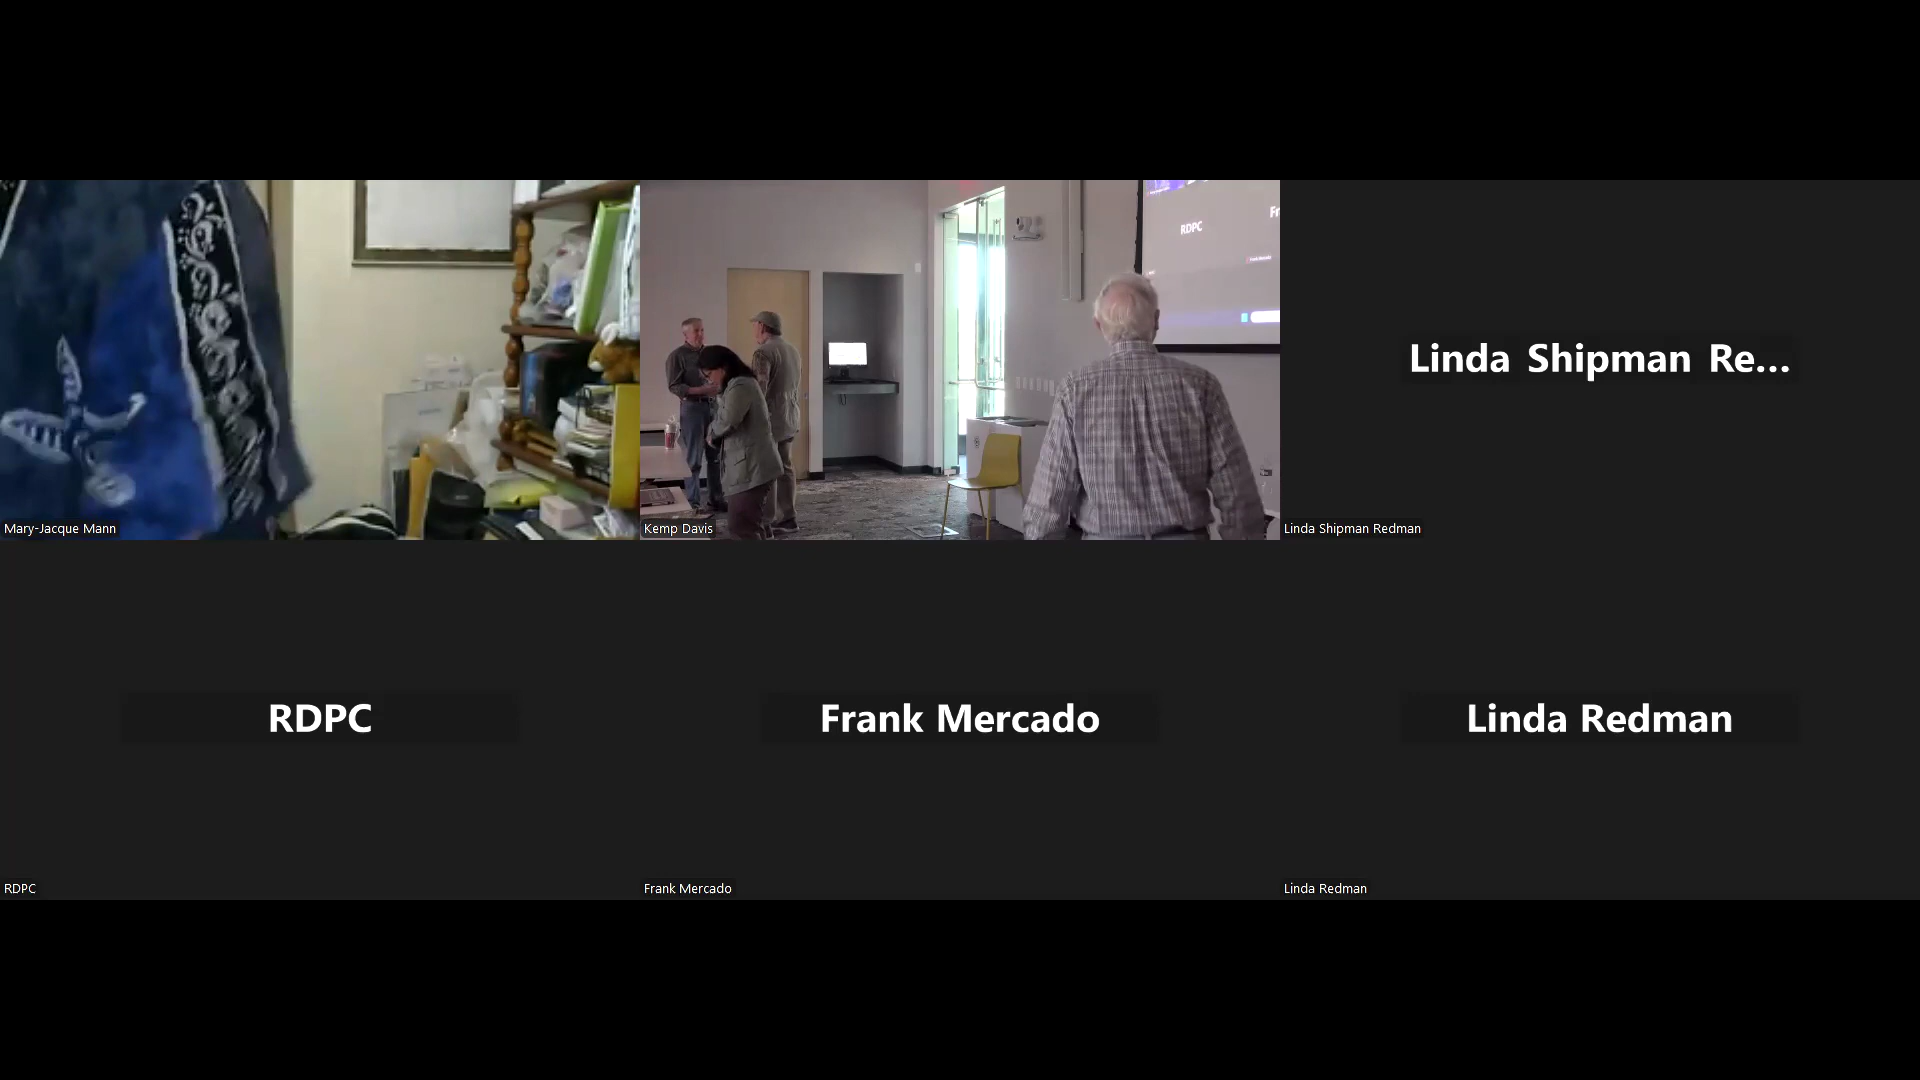 RDPC
Linda Shipman Re...
Mary-Jacque Mann
Kemp Davis
Linda Shipman Redman
RDPC
Frank Mercado
Linda Redman
RDPC
Frank Mercado
Linda Redman